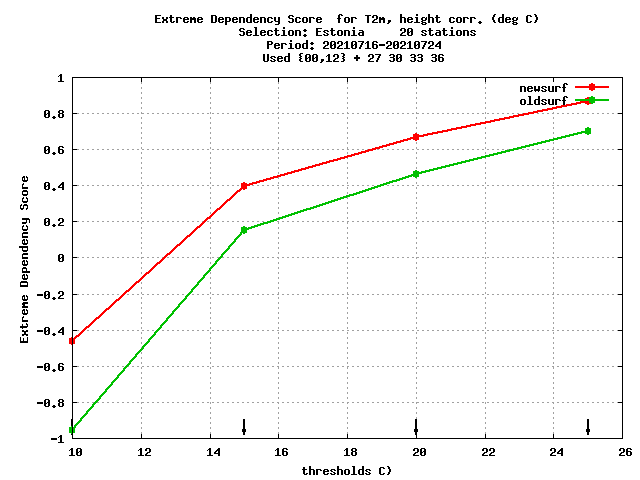 Extreme Dependency Score  for T2m, height corr. (deg C)
Selection: Estonia     20 stations
Period: 20210716-20210724
Used {00,12} + 27 30 33 36
newsurf
oldsurf
Extreme Dependency Score
1
0.8
0.6
0.4
0.2
0
-0.2
-0.4
-0.6
-0.8
-1
10 12 14 16 18 20 22 24 26
thresholds C)